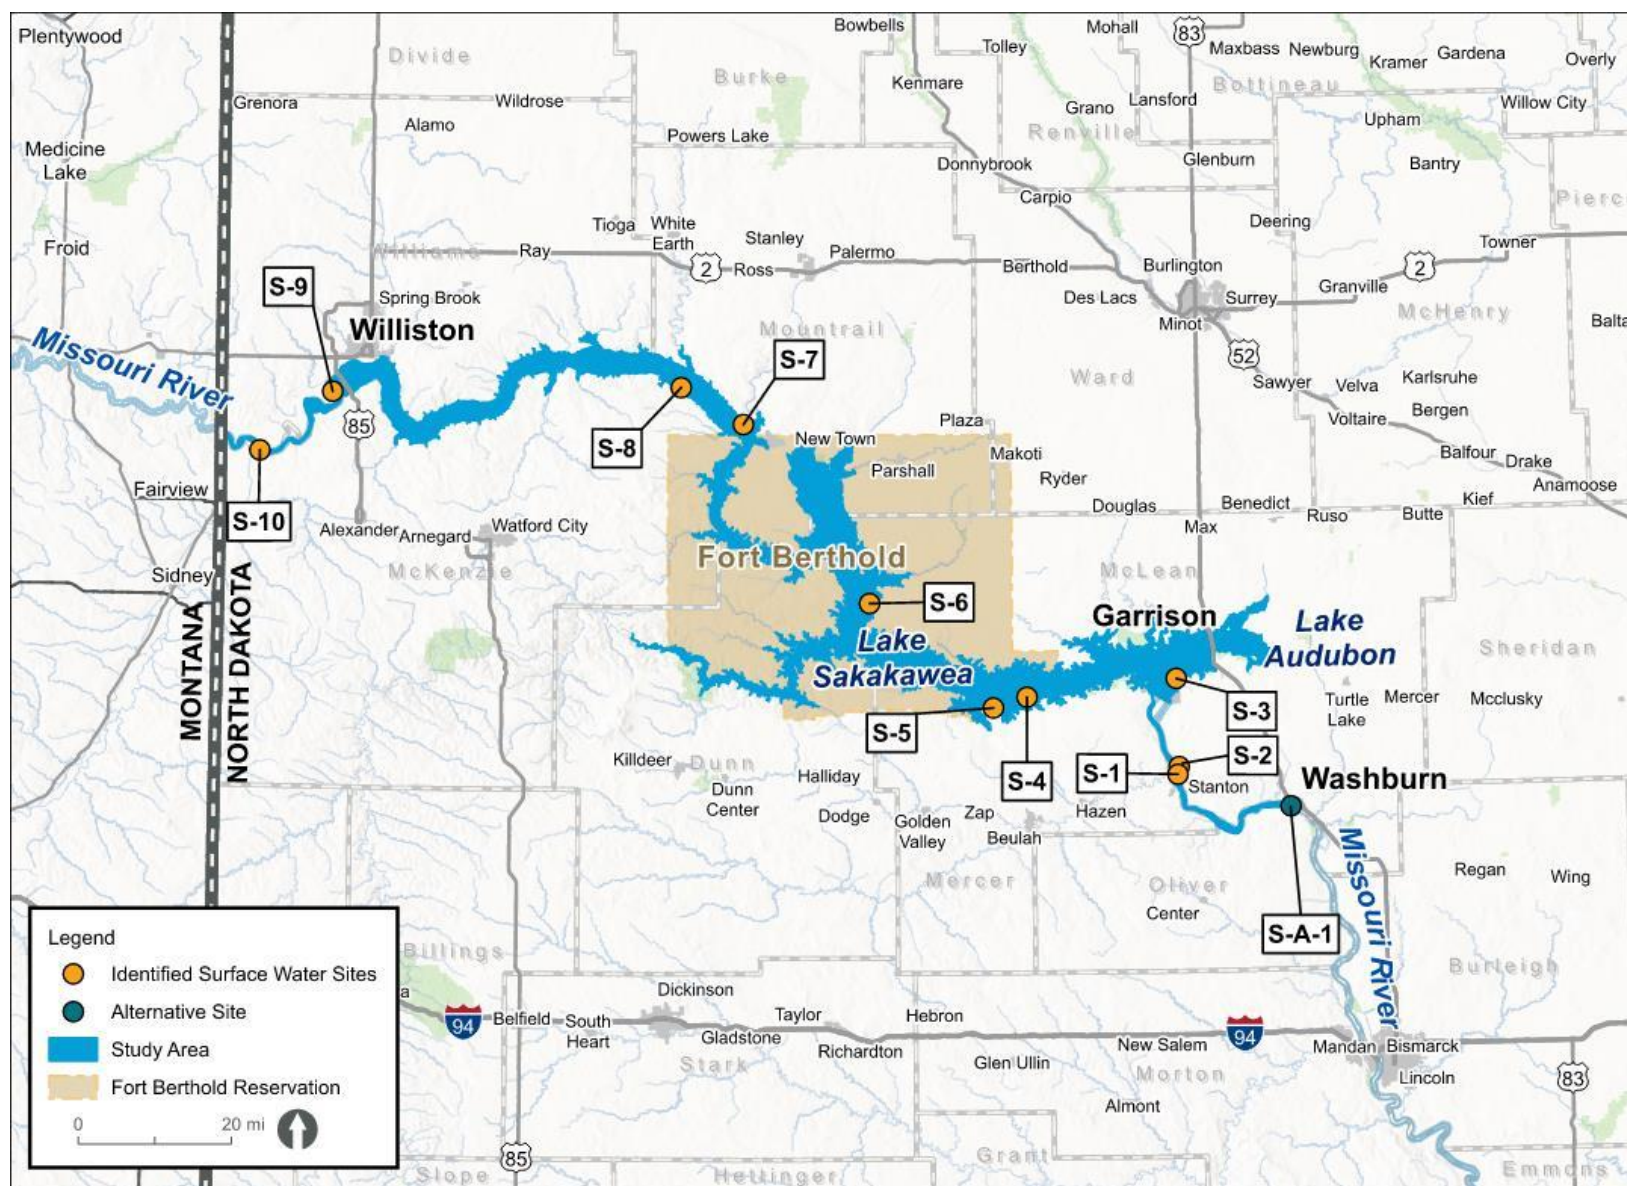 Plentywood
Divide
Burke
Bowbells
Tolley
Mohall
83
Maxbass
Newburg
Kramer
Gardena
Overly
Bottineau
Grenora
Wildrose
Kenmare
Grano
Lansford
Willow City
Alamo
Powers Lake
Renville
Upham
Medicine
Lake
Donnybrook
Glenburn
Bantry
Carpio
Tioga
White
Earth
Stanley
Deering
Froid
Williams
Ray
2
Ross
Palermo
Berthold
Burlington
2
Towner
Granville
S-9
Spring Brook
Des Lacs
Surrey
McHenry
Williston
Mountrail
Minot
Balta
Missouri River
S-7
52
Ward
Sawyer
Velva
Karlsruhe
Voltaire
Bergen
85
S-8
New Town
Plaza
Makoti
Parshall
Ryder
Balfour
Drake
Anamoose
Fairview
S-10
Alexander
Arnegard
Watford City
Douglas
Benedict
Max
Ruso
Butte
Kief
Sidney
McKenzie
Fort Berthold
McLean
MONTANA
NORTH DAKOTA
S-6
Garrison
Lake
Audubon
Lake
Sakakawea
Sheridan
S-5
S-4
S-3
Turtle
Lake
Mercer
Mcclusky
Killdeer
Dunn
Dunn
Center
Halliday
Dodge
Golden
Valley
Zap
Beulah
Hazen
S-1
S-2
Stanton
Washburn
Mercer
Oliver
Center
S-A-1
Missouri River
Regan
Wing
Burleigh
Billings
a
94
Belfield
South
Heart
Dickinson
Gladstone
Taylor
Richardton
Hebron
Glen Ullin
New Salem
94
Mandan
Bismarck
Lincoln
83
Stark
Morton
Almont
85
Slope
Hettinger
Grant
Emmons
Legend
Identified Surface Water Sites
Alternative Site
Study Area
Fort Berthold Reservation
0
20 mi